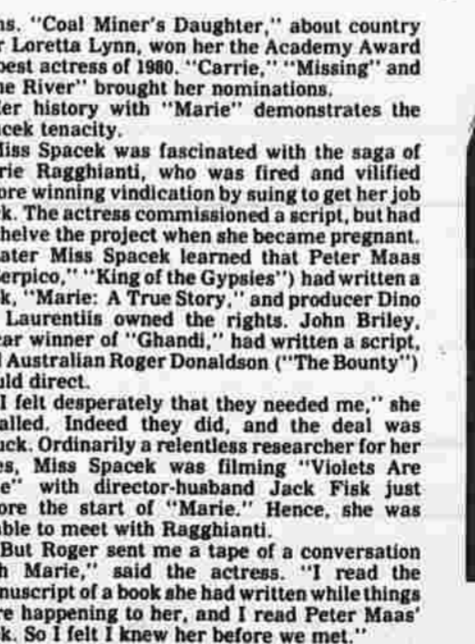 ns. "Coal Miner's Daughter," about country
r Loretta Lynn, won her the Academy Award
best actress of 1980. "Carrie," "Missing" and
he River" brought her nominations.
er history with "Marie" demonstrates the
cek tenacity.
iss Spacek was fascinated with the saga of
rie Ragghianti, who was fired and vilified
ore winning vindication by suing to get her job
k. The actress commissioned a script, but had
helve the project when she became pregnant.
ater Miss Spacek learned that Peter Maas
erpico," "King of the Gypsies") had written a
k, "Marie: A True Story," and producer Dino
Laurentiis owned the rights. John Briley,
ar winner of "Ghandi," had written a script,
Australian Roger Donaldson ("The Bounty")
uld direct.
I felt desperately that they needed me," she
alled. Indeed they did, and the deal was
uck. Ordinarily a relentless researcher for her
es, Miss Spacek was filming "Violets Are
e" with director-husband Jack Fisk just
ore the start of "Marie." Hence, she was
ble to meet with Ragghianti.
But Roger sent me a tape of a conversation
h Marie," said the actress. "I read the
nuscript of a book she had written while things
re happening to her, and I read Peter Maas'
k. So I felt I knew her before we met."